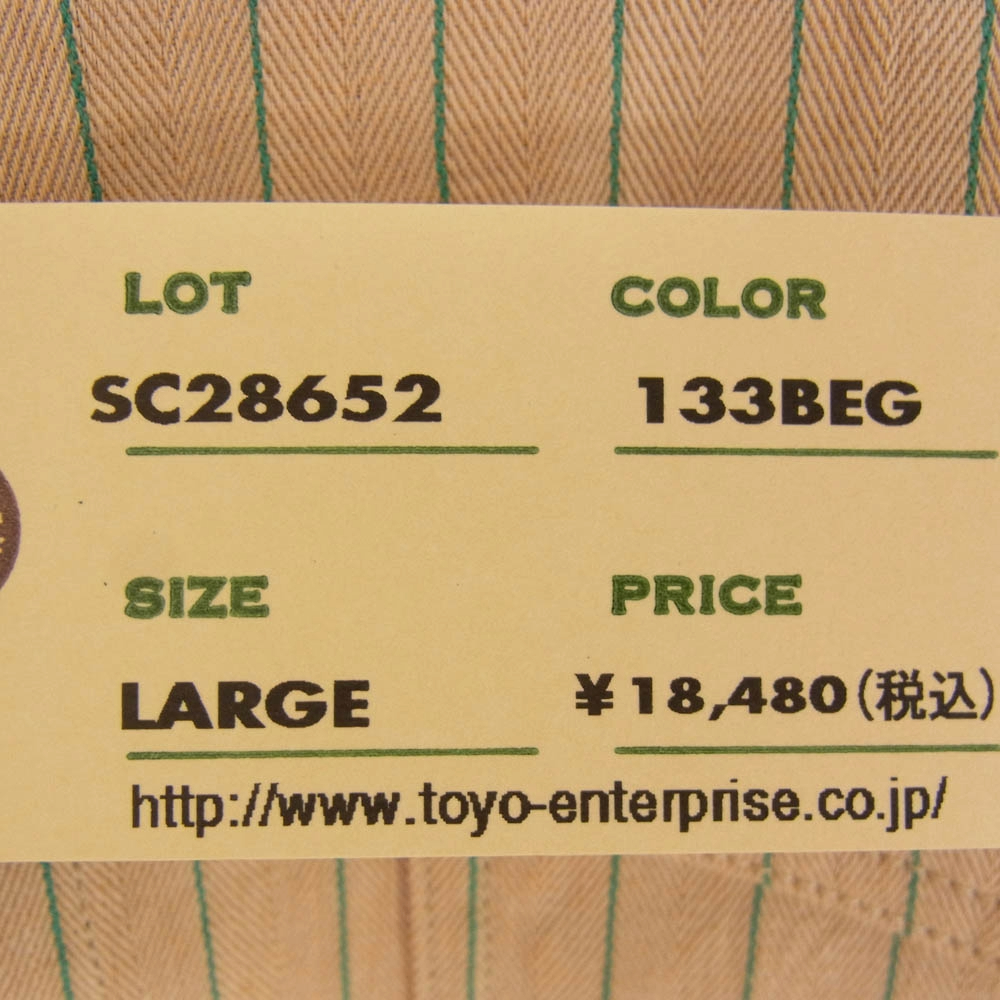 LOT
SC28652
COLOR
133BEG
SIZE
LARGE
PRICE
¥18,480(税込)
http://www.toyo-enterprise.co.jp/